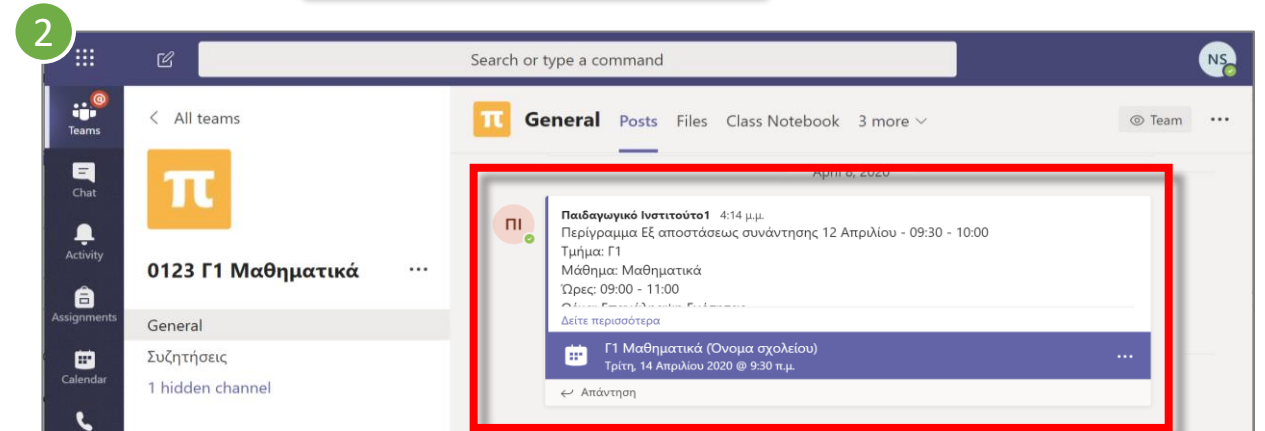 2
Search or type a command
NS
Teams
Chat
Activity
Assignments
Calendar
All teams
π
0123 Γ1 Μαθηματικά
General
Συζητήσεις
1 hidden channel
π General Posts Files Class Notebook 3 more
Team
April 8, 2020
ΠΙ
Παιδαγωγικό Ινστιτούτο1 4:14 μ.μ.
Περίγραμμα Εξ αποστάσεως συνάντησης 12 Απριλίου - 09:30 - 10:00
Τμήμα: Γ1
Μάθημα: Μαθηματικά
Ώρες: 09:00 - 11:00
Δείτε περισσότερα
Γ1 Μαθηματικά (Όνομα σχολείου)
Τρίτη, 14 Απριλίου 2020 @ 9:30 π.μ.
Απάντηση